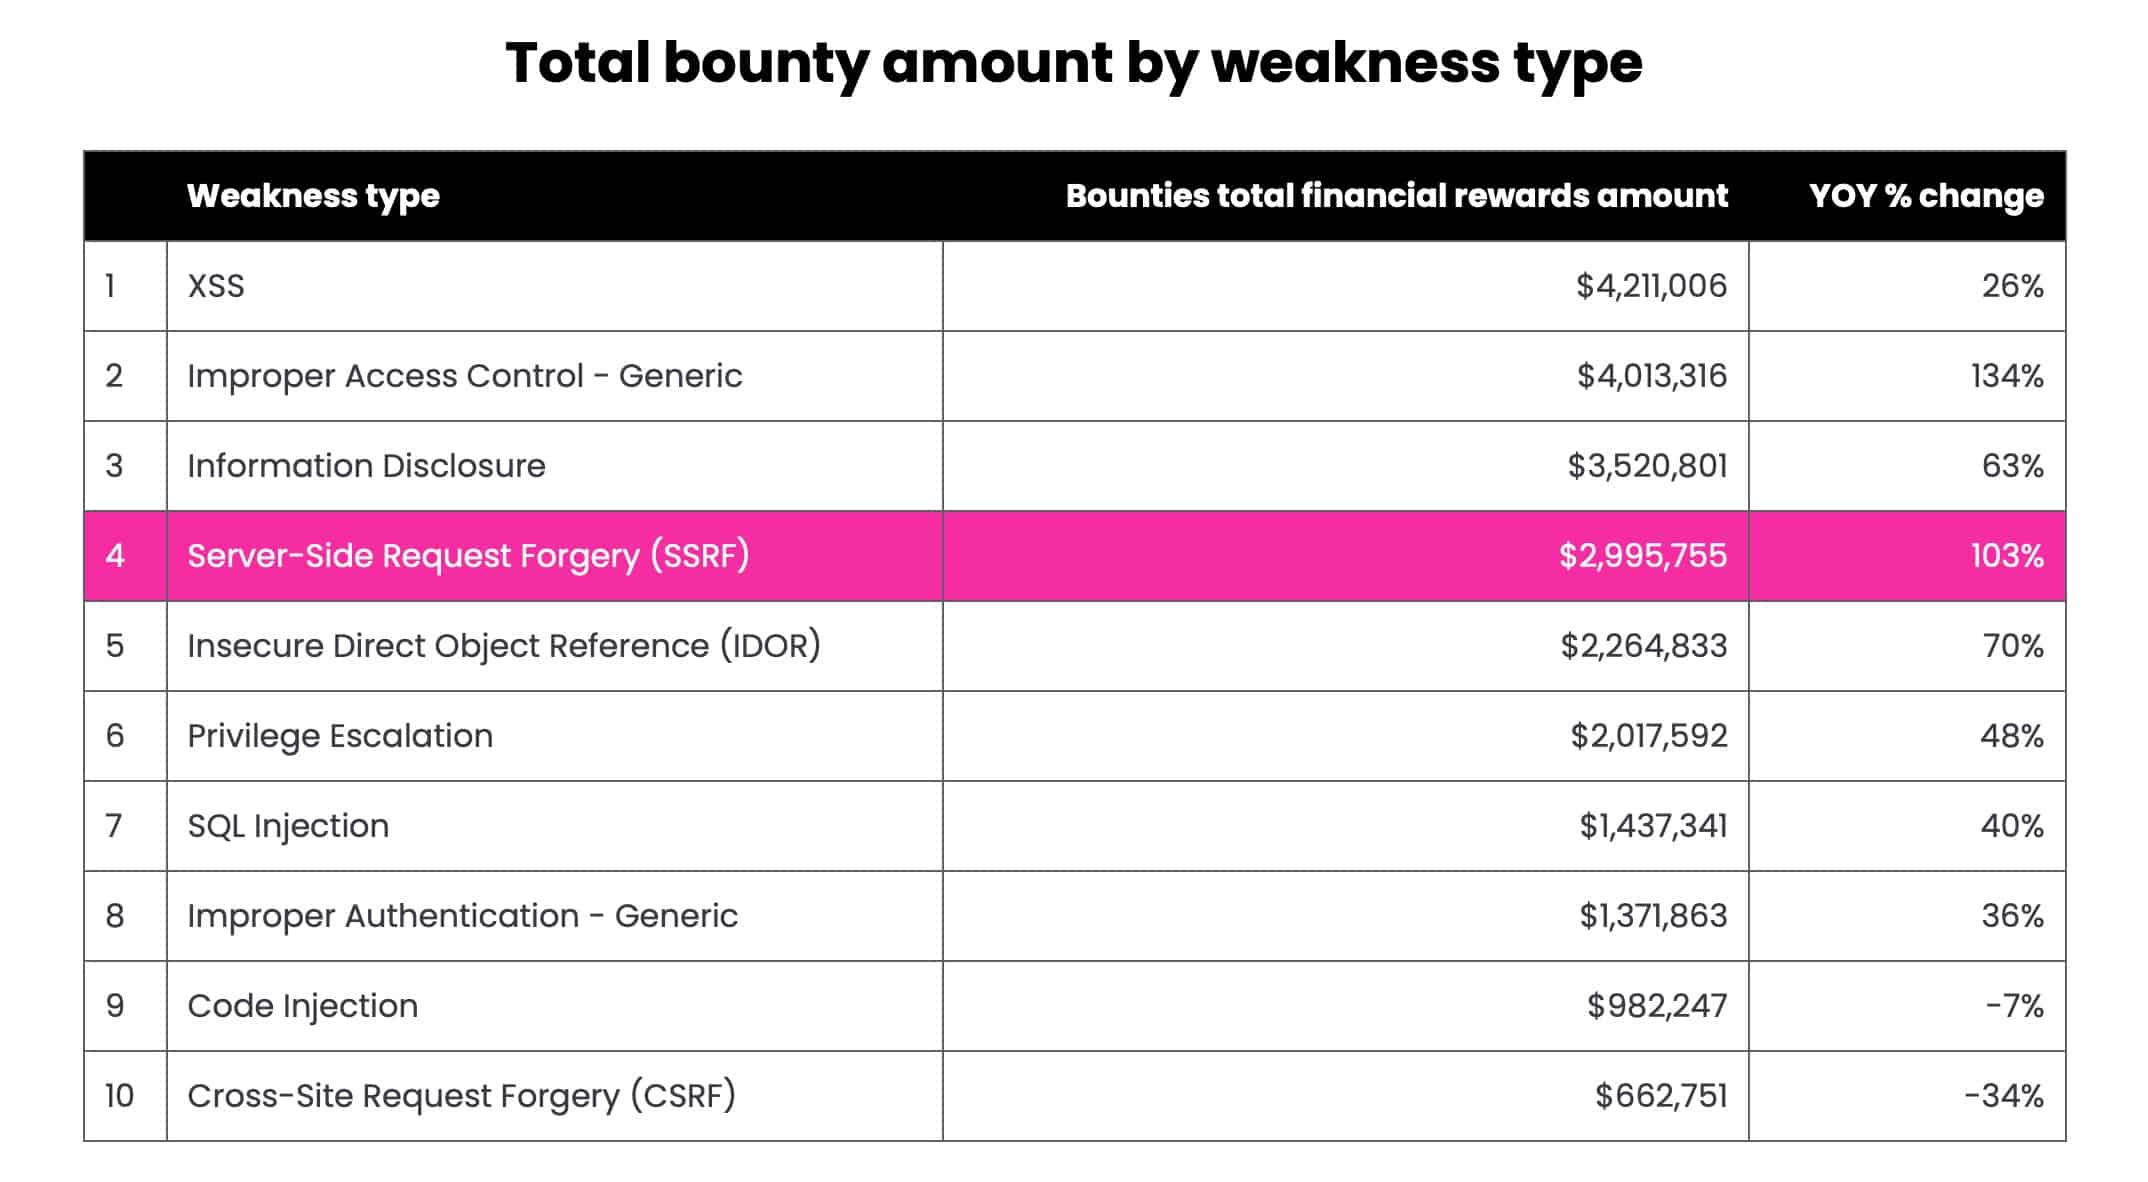 Total bounty amount by weakness type
Weakness type Bounties total financial rewards amount YOY % change
1 XSS $4,211,006 26%
2 Improper Access Control - Generic $4,013,316 134%
3 Information Disclosure $3,520,801 63%
4 Server-Side Request Forgery (SSRF) $2,995,755 103%
5 Insecure Direct Object Reference (IDOR) $2,264,833 70%
6 Privilege Escalation $2,017,592 48%
7 SQL Injection $1,437,341 40%
8 Improper Authentication - Generic $1,371,863 36%
9 Code Injection $982,247 -7%
10 Cross-Site Request Forgery (CSRF) $662,751 -34%